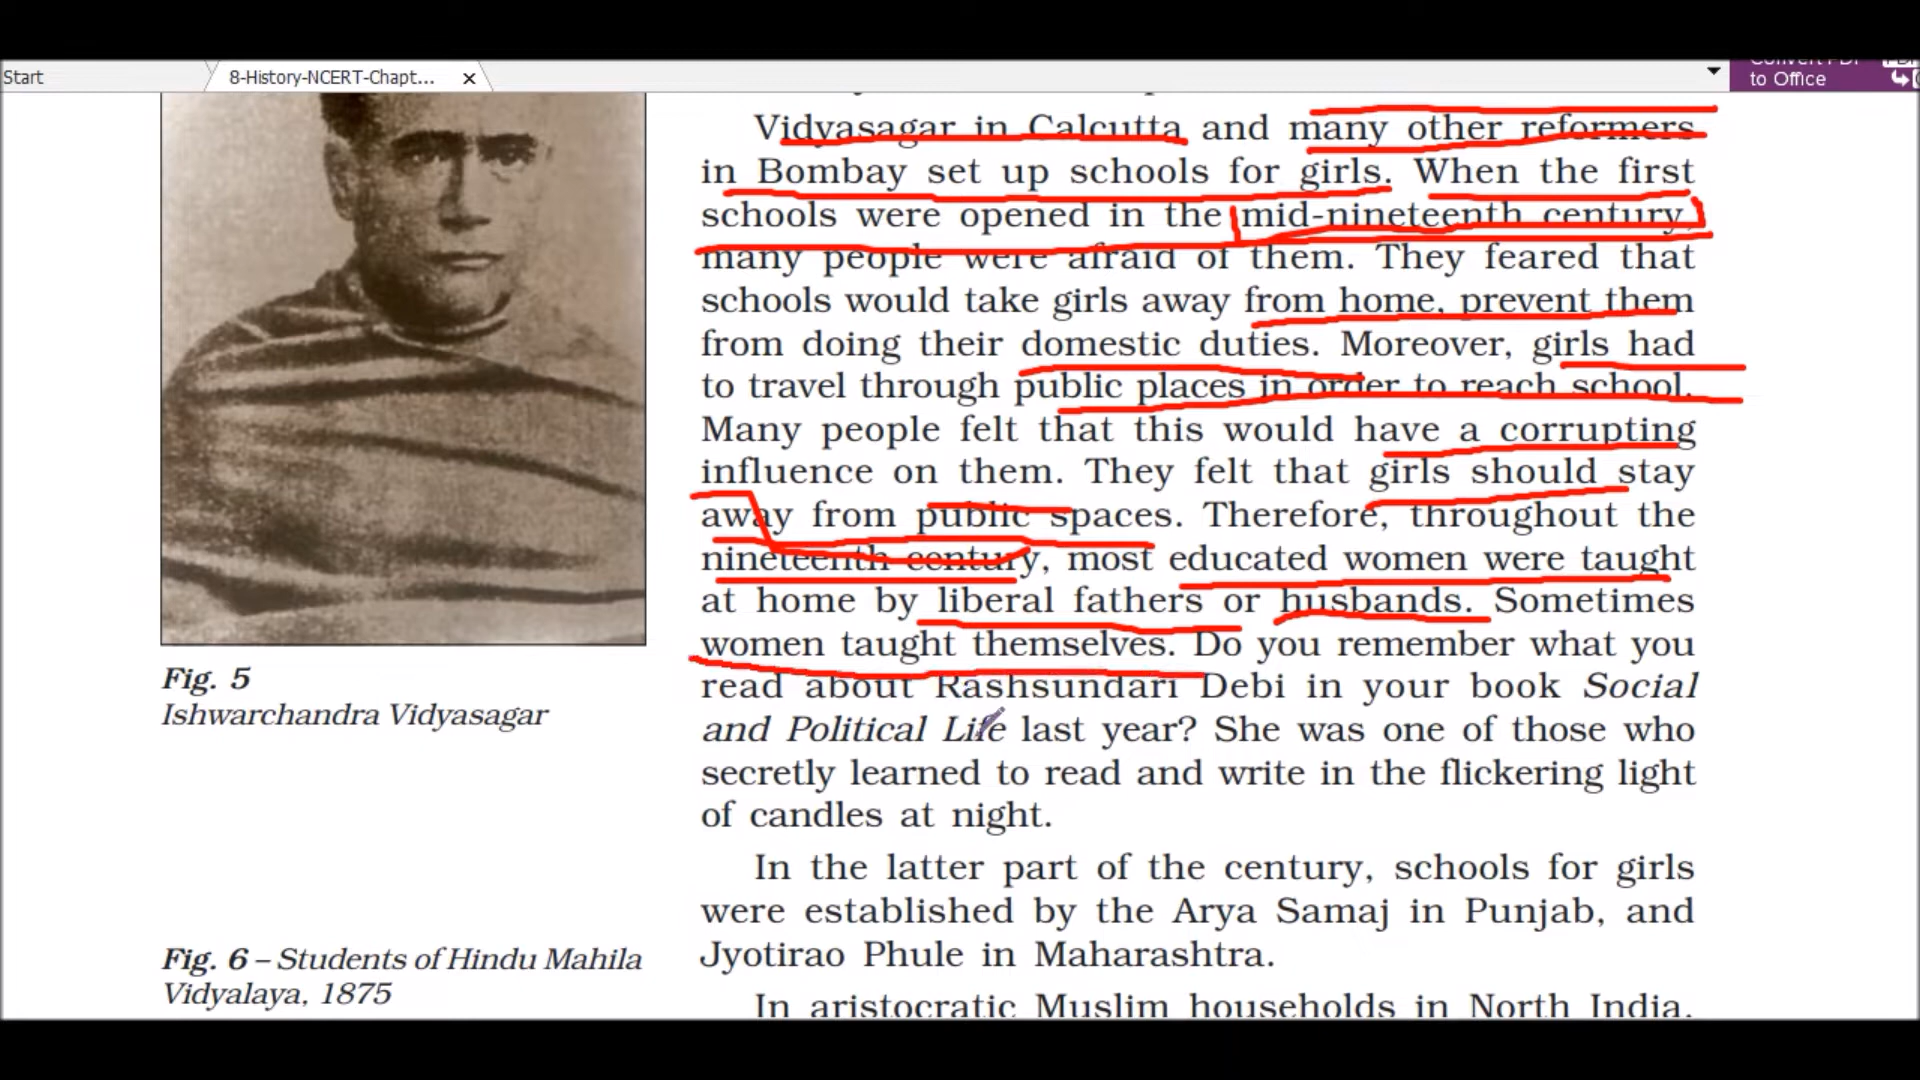 Start
8-History-NCERT-Chapt...
to Office
Vidyasagar in Calcutta and many other reformers
in Bombay set up schools for girls. When the first
schools were opened in the mid-nineteenth century,
many people were afraid of them. They feared that
schools would take girls away from home, prevent them
from doing their domestic duties. Moreover, girls had
to travel through public places in order to reach school.
Many people felt that this would have a corrupting
influence on them. They felt that girls should stay
away from public spaces. Therefore, throughout the
nineteenth century, most educated women were taught
at home by liberal fathers or husbands. Sometimes
women taught themselves. Do you remember what you
read about Rashsundari Debi in your book Social
and Political Life last year? She was one of those who
secretly learned to read and write in the flickering light
of candles at night.
In the latter part of the century, schools for girls
were established by the Arya Samaj in Punjab, and
Jyotirao Phule in Maharashtra.
In aristocratic Muslim households in North India,
Fig. 5
Ishwarchandra Vidyasagar
Fig. 6 – Students of Hindu Mahila
Vidyalaya, 1875